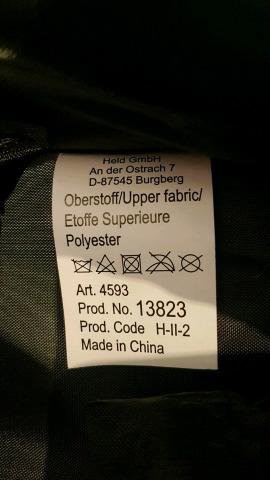 Held GmbH
An der Ostrach 7
D-87545 Burgberg
Oberstoff/Upper fabric/
Etoffe Superieure
Polyester
Art. 4593
Prod. No. 13823
Prod. Code H-II-2
Made in China